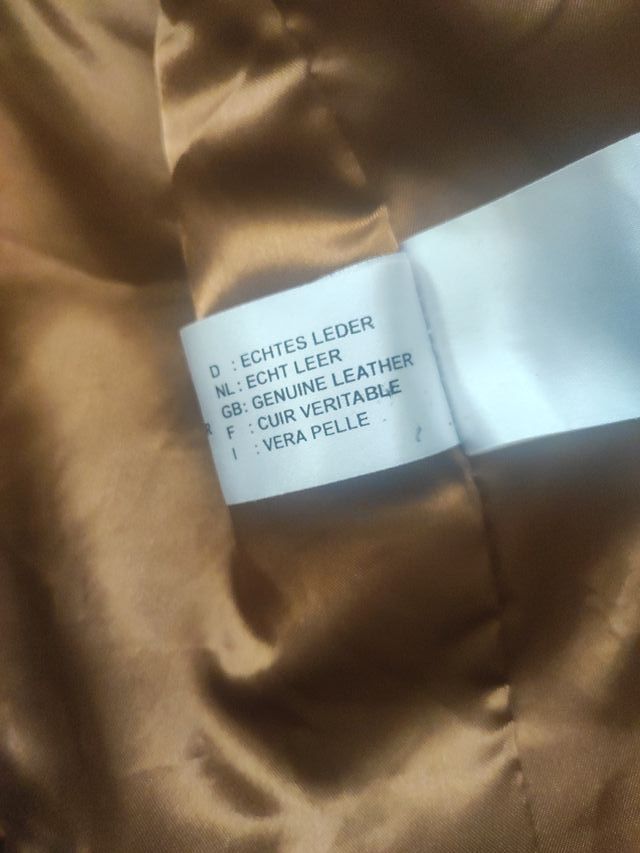 D : ECHTES LEDER
NL : ECHT LEER
GB : GENUINE LEATHER
F : CUIR VERITABLE
I : VERA PELLE